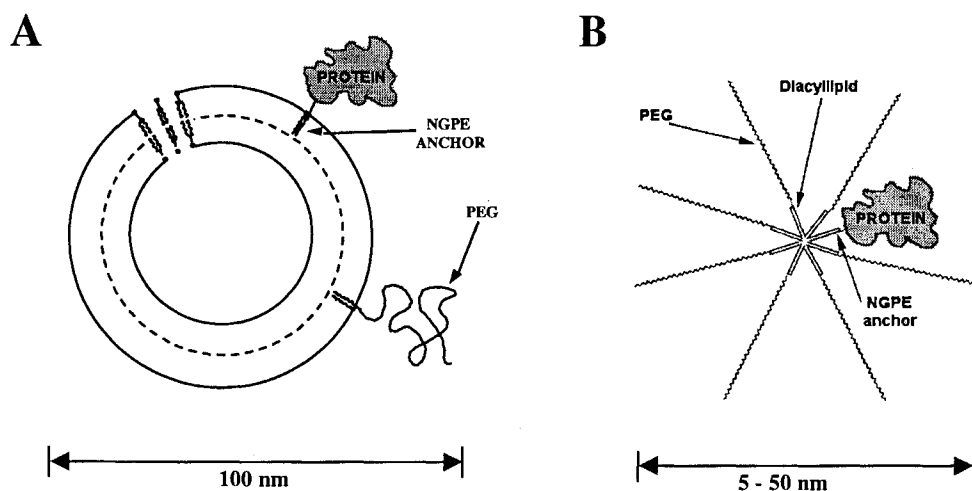 A
PROTEIN
NGPE
ANCHOR
PEG
100 nm
B
Diacyllipid
PEG
PROTEIN
NGPE
anchor
5 - 50 nm